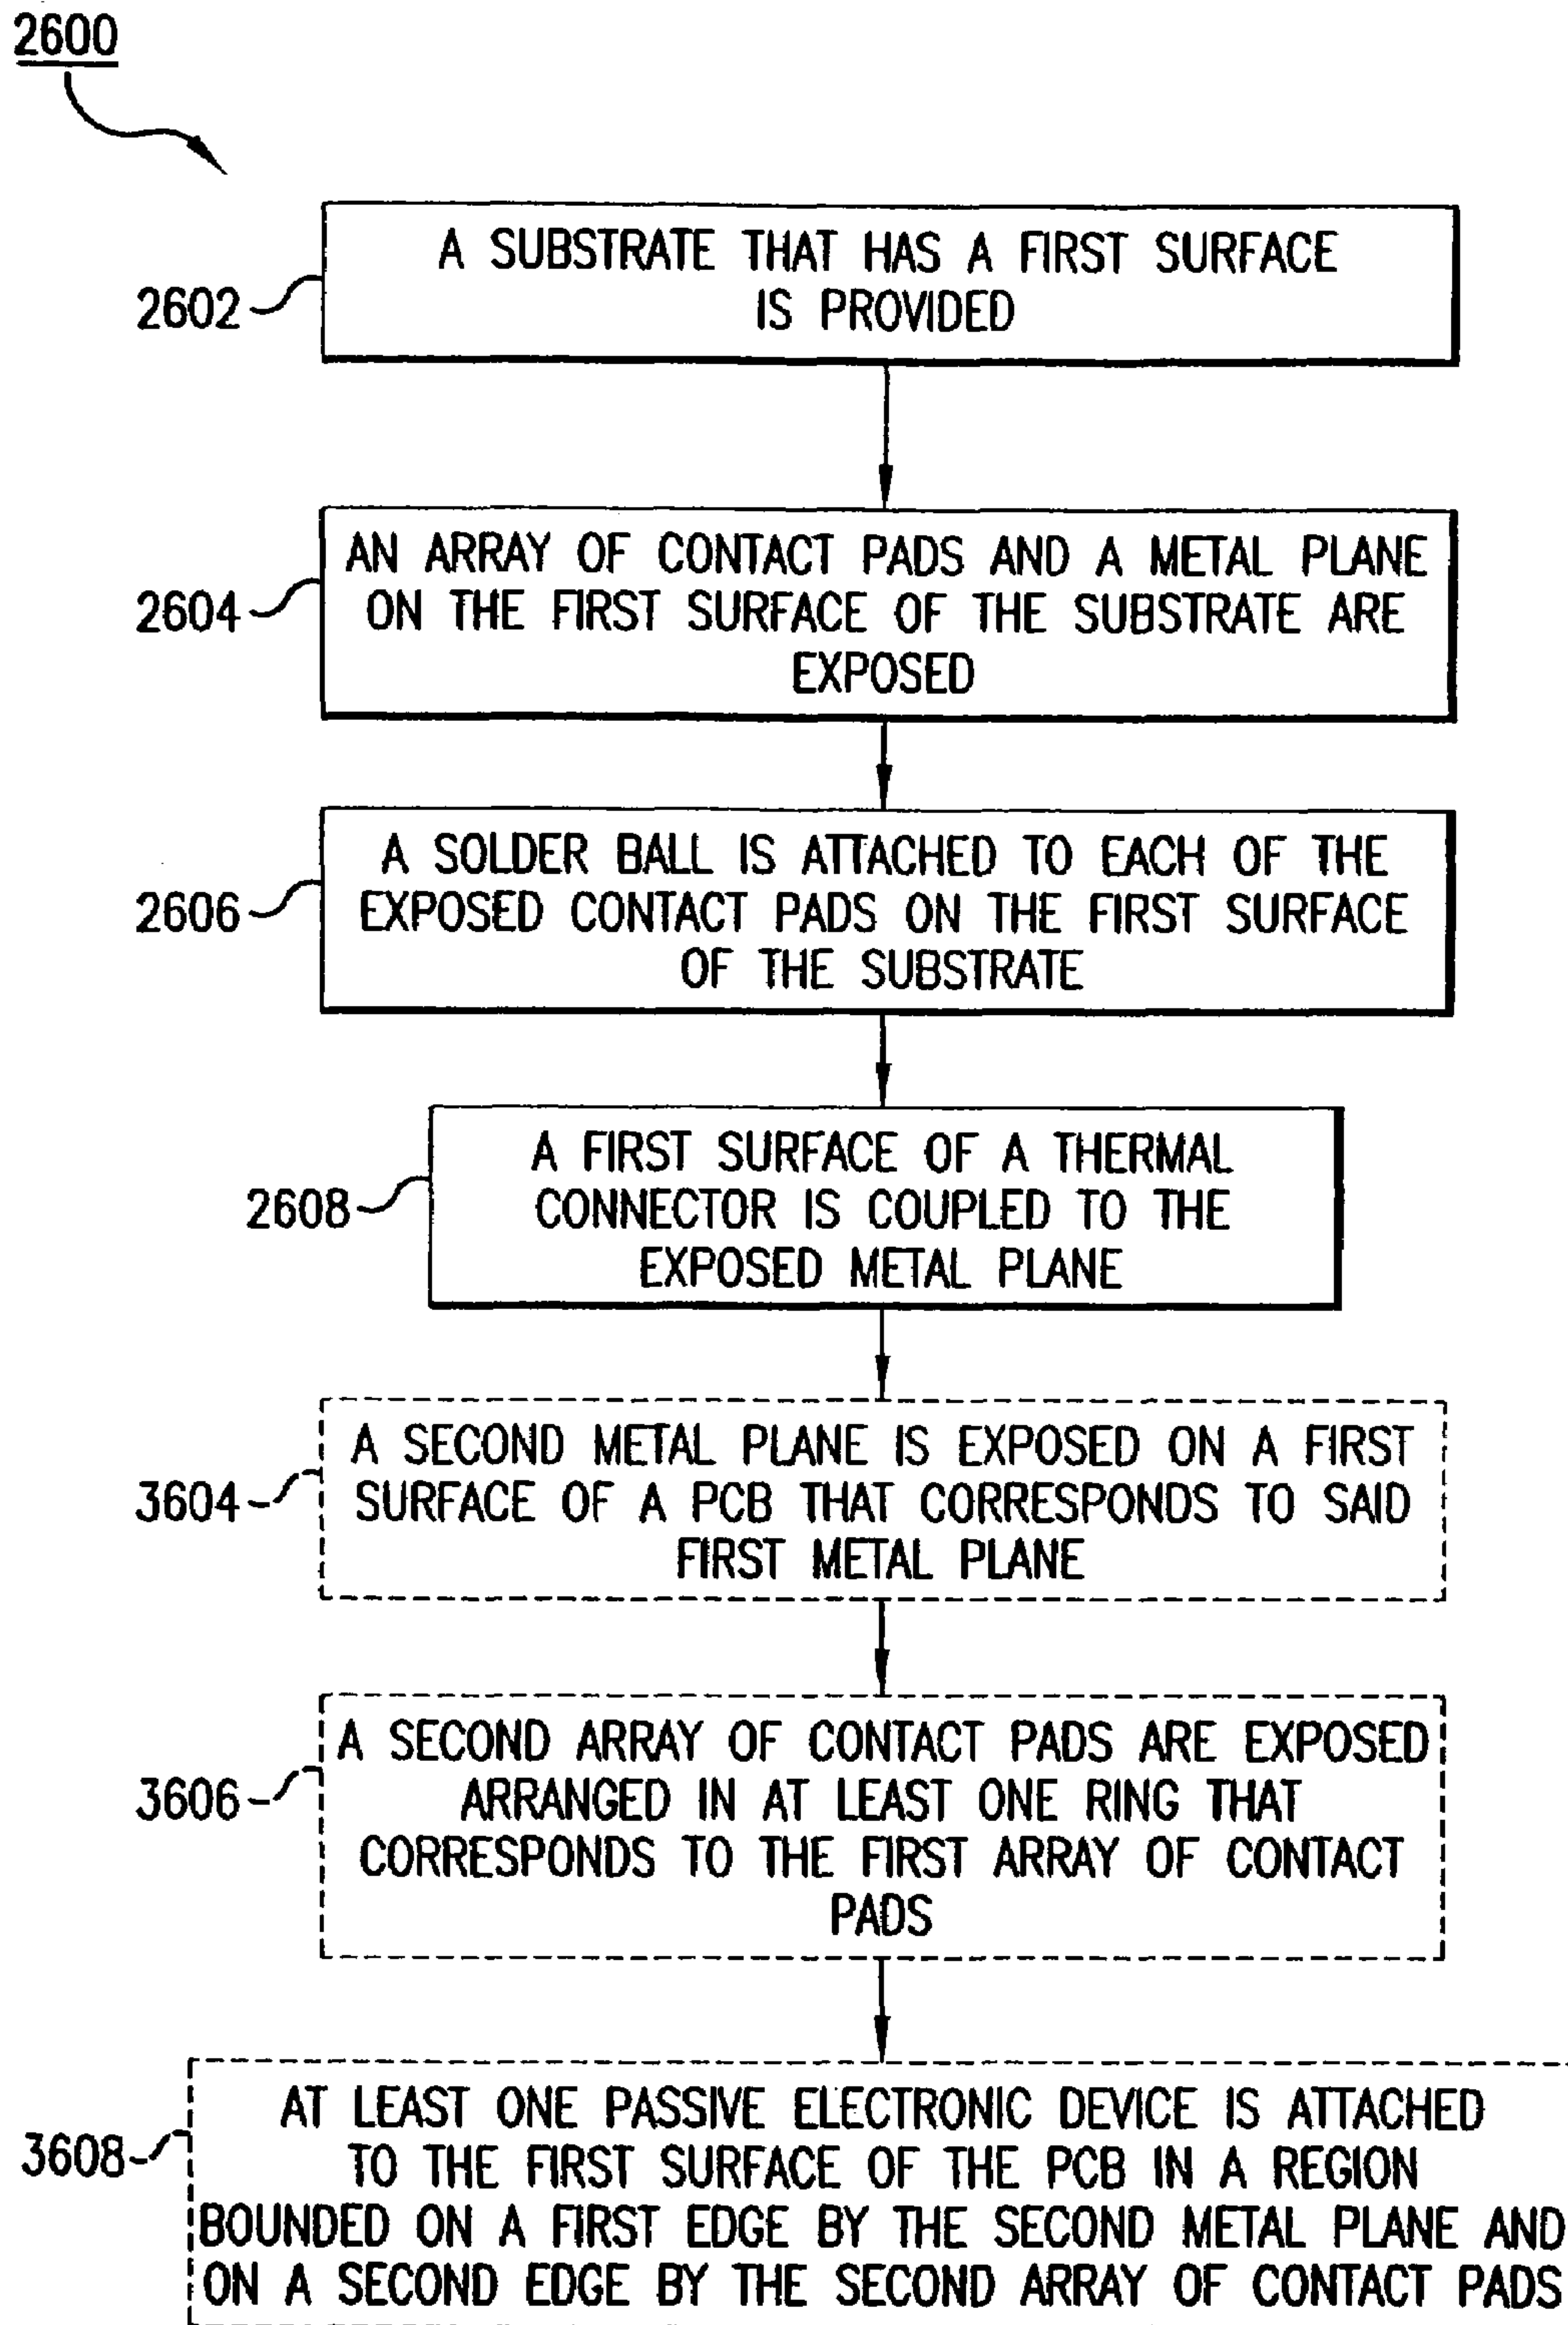 2600
A SUBSTRATE THAT HAS A FIRST SURFACE
IS PROVIDED
2602
AN ARRAY OF CONTACT PADS AND A METAL PLANE
ON THE FIRST SURFACE OF THE SUBSTRATE ARE
EXPOSED
2604
A SOLDER BALL IS ATTACHED TO EACH OF THE
EXPOSED CONTACT PADS ON THE FIRST SURFACE
OF THE SUBSTRATE
2606
A FIRST SURFACE OF A THERMAL
CONNECTOR IS COUPLED TO THE
EXPOSED METAL PLANE
2608
A SECOND METAL PLANE IS EXPOSED ON A FIRST
SURFACE OF A PCB THAT CORRESPONDS TO SAID
FIRST METAL PLANE
3604
A SECOND ARRAY OF CONTACT PADS ARE EXPOSED
ARRANGED IN AT LEAST ONE RING THAT
CORRESPONDS TO THE FIRST ARRAY OF CONTACT
PADS
3606
AT LEAST ONE PASSIVE ELECTRONIC DEVICE IS ATTACHED
TO THE FIRST SURFACE OF THE PCB IN A REGION
BOUNDED ON A FIRST EDGE BY THE SECOND METAL PLANE AND
ON A SECOND EDGE BY THE SECOND ARRAY OF CONTACT PADS
3608